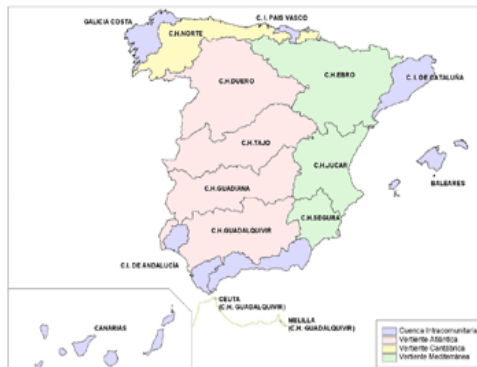 GALICIA COSTA
C.I. PAIS VASCO
C.H.NORTE
C.H.DUERO
C.H.EBRO
C.I. DE CATALUÑA
C.H.TAJO
C.H.JUCAR
BALEARES
C.H.GUADIANA
C.H.SEGURA
C.H.GUADALQUIVIR
C.I. DE ANDALUCÍA
CEUTA
(C.H. GUADALQUIVIR)
MELILLA
(C.H. GUADALQUIVIR)
CANARIAS
Cuenca Intracomunitaria
Vertiente Atlántica
Vertiente Cantábrica
Vertiente Mediterránea